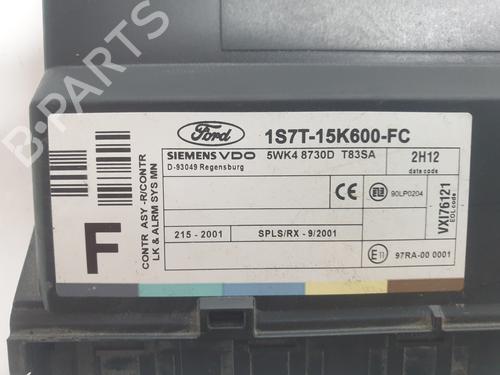 B-PARTS
Ford
1S7T-15K600-FC
SIEMENS VDO 5WK4 8730D T83SA
D-93049 Regensburg
2H12
date code
CE
90LP0204
VXI76121
EOL code
215 - 2001
SPLS/RX - 9/2001
E11
97RA-00 0001
F
CONTR ASY -R/CONTR
LK & ALRM SYS MN